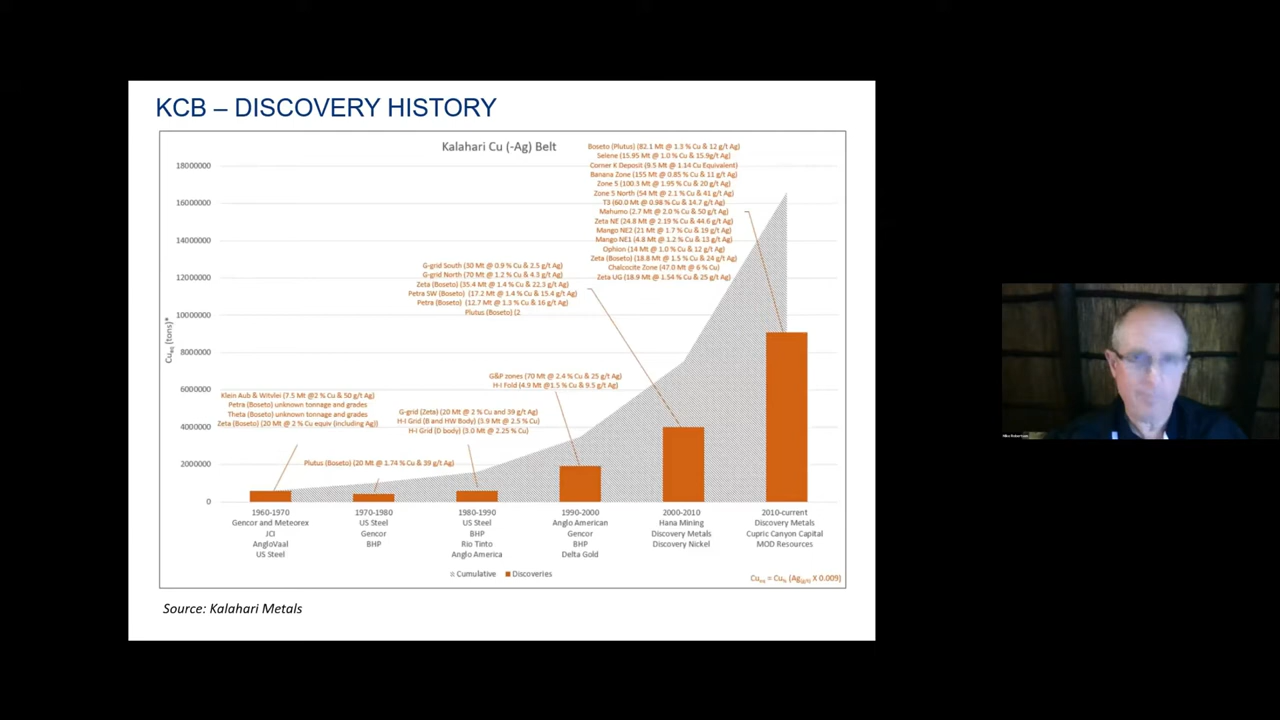 KCB – DISCOVERY HISTORY
Kalahari Cu (-Ag) Belt
Cueq (tons)*
18000000
16000000
14000000
12000000
10000000
8000000
6000000
4000000
2000000
0
Klein Aub & Witvlei (7.5 Mt @2 % Cu & 50 g/t Ag)
Petra (Boseto) unknown tonnage and grades
Theta (Boseto) unknown tonnage and grades
Zeta (Boseto) (20 Mt @ 2 % Cu equiv (including Ag))
Plutus (Boseto) (20 Mt @ 1.74 % Cu & 39 g/t Ag)
G-grid (Zeta) (20 Mt @ 2 % Cu and 39 g/t Ag)
H-I Grid (B and HW Body) (3.9 Mt @ 2.5 % Cu)
H-I Grid (D body) (3.0 Mt @ 2.25 % Cu)
G&P zones (70 Mt @ 2.4 % Cu & 25 g/t Ag)
H-I Fold (4.9 Mt @1.5 % Cu & 9.5 g/t Ag)
G-grid South (30 Mt @ 0.9 % Cu & 2.5 g/t Ag)
G-grid North (70 Mt @ 1.2 % Cu & 4.3 g/t Ag)
Zeta (Boseto) (35.4 Mt @ 1.4 % Cu & 22.3 g/t Ag)
Petra SW (Boseto) (17.2 Mt @ 1.4 % Cu & 15.4 g/t Ag)
Petra (Boseto) (12.7 Mt @ 1.3 % Cu & 16 g/t Ag)
Plutus (Boseto) (2
Boseto (Plutus) (82.1 Mt @ 1.3 % Cu & 12 g/t Ag)
Selene (15.95 Mt @ 1.0 % Cu & 15.9g/t Ag)
Corner K Deposit (9.5 Mt @ 1.14 Cu Equivalent)
Banana Zone (155 Mt @ 0.85 % Cu & 11 g/t Ag)
Zone 5 (100.3 Mt @ 1.95 % Cu & 20 g/t Ag)
Zone 5 North (54 Mt @ 2.1 % Cu & 41 g/t Ag)
T3 (60.0 Mt @ 0.98 % Cu & 14.7 g/t Ag)
Mahumo (2.7 Mt @ 2.0 % Cu & 50 g/t Ag)
Zeta NE (24.8 Mt @ 2.19 % Cu & 44.6 g/t Ag)
Mango NE2 (21 Mt @ 1.7 % Cu & 19 g/t Ag)
Mango NE1 (4.8 Mt @ 1.2 % Cu & 13 g/t Ag)
Ophion (14 Mt @ 1.0 % Cu & 12 g/t Ag)
Zeta (Boseto) (18.8 Mt @ 1.5 % Cu & 24 g/t Ag)
Chalcocite Zone (47.0 Mt @ 6 % Cu)
Zeta UG (18.9 Mt @ 1.54 % Cu & 25 g/t Ag)
1960-1970
Gencor and Meteorex
JCI
AngloVaal
US Steel
1970-1980
US Steel
Gencor
BHP
1980-1990
US Steel
BHP
Rio Tinto
Anglo America
1990-2000
Anglo American
Gencor
BHP
Delta Gold
2000-2010
Hana Mining
Discovery Metals
Discovery Nickel
2010-current
Discovery Metals
Cupric Canyon Capital
MOD Resources
Cumulative
Discoveries
Cueq = Cu% (Ag(g/t) X 0.009)
Source: Kalahari Metals
Mike Robertson